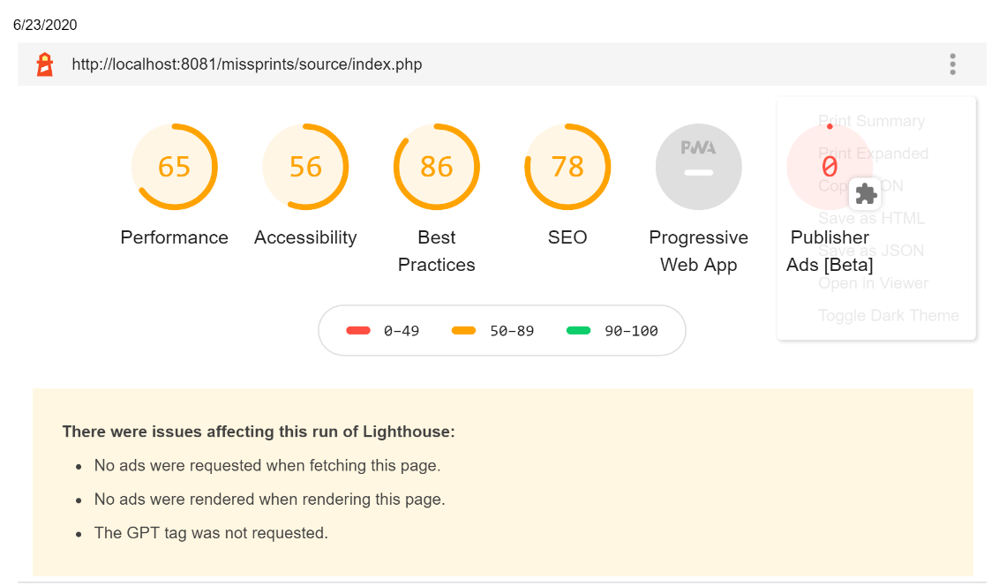 6/23/2020
http://localhost:8081/missprints/source/index.php
65
56
86
78
PWA
0
Performance
Accessibility
Best
Practices
SEO
Progressive
Web App
Publisher
Ads [Beta]
Print Summary
Print Expanded
Save as HTML
Save as JSON
Open in Viewer
Toggle Dark Theme
0–49
50–89
90–100
There were issues affecting this run of Lighthouse:
• No ads were requested when fetching this page.
• No ads were rendered when rendering this page.
• The GPT tag was not requested.